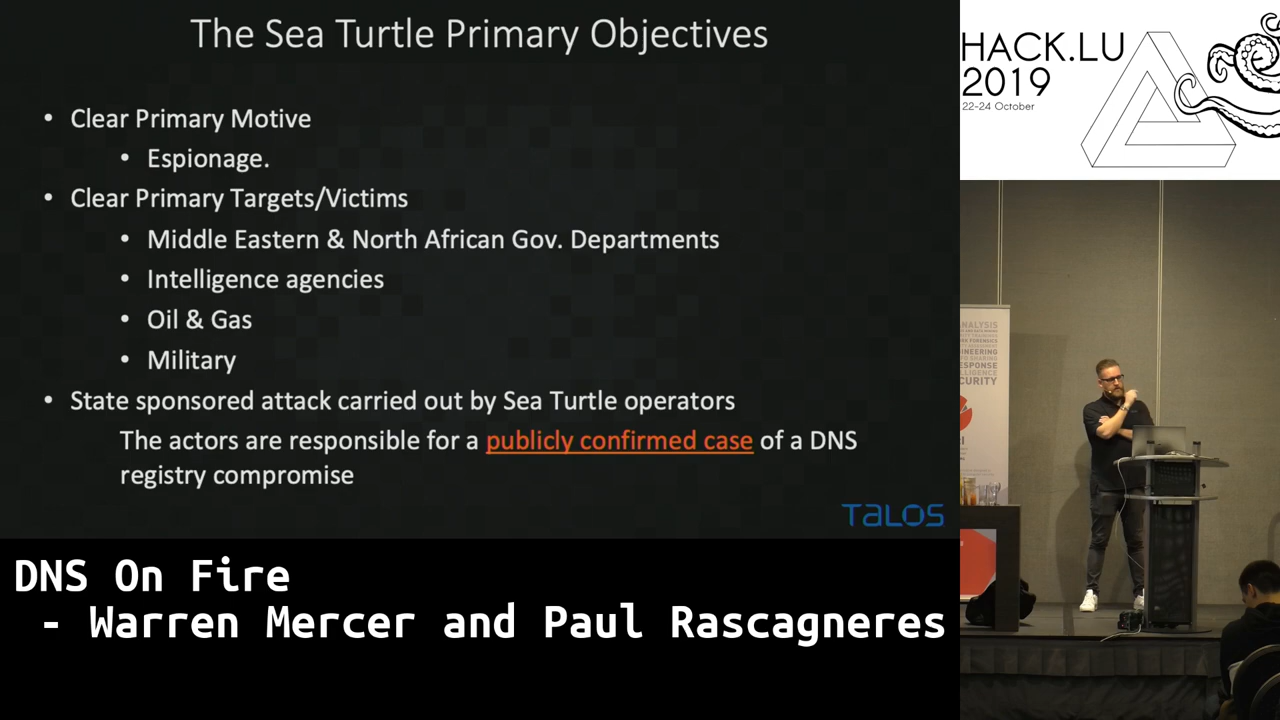 The Sea Turtle Primary Objectives
• Clear Primary Motive
• Espionage.
• Clear Primary Targets/Victims
• Middle Eastern & North African Gov. Departments
• Intelligence agencies
• Oil & Gas
• Military
• State sponsored attack carried out by Sea Turtle operators
The actors are responsible for a publicly confirmed case of a DNS
registry compromise
TALOS
DNS On Fire
- Warren Mercer and Paul Rascagneres
HACK.LU
2019
22-24 October